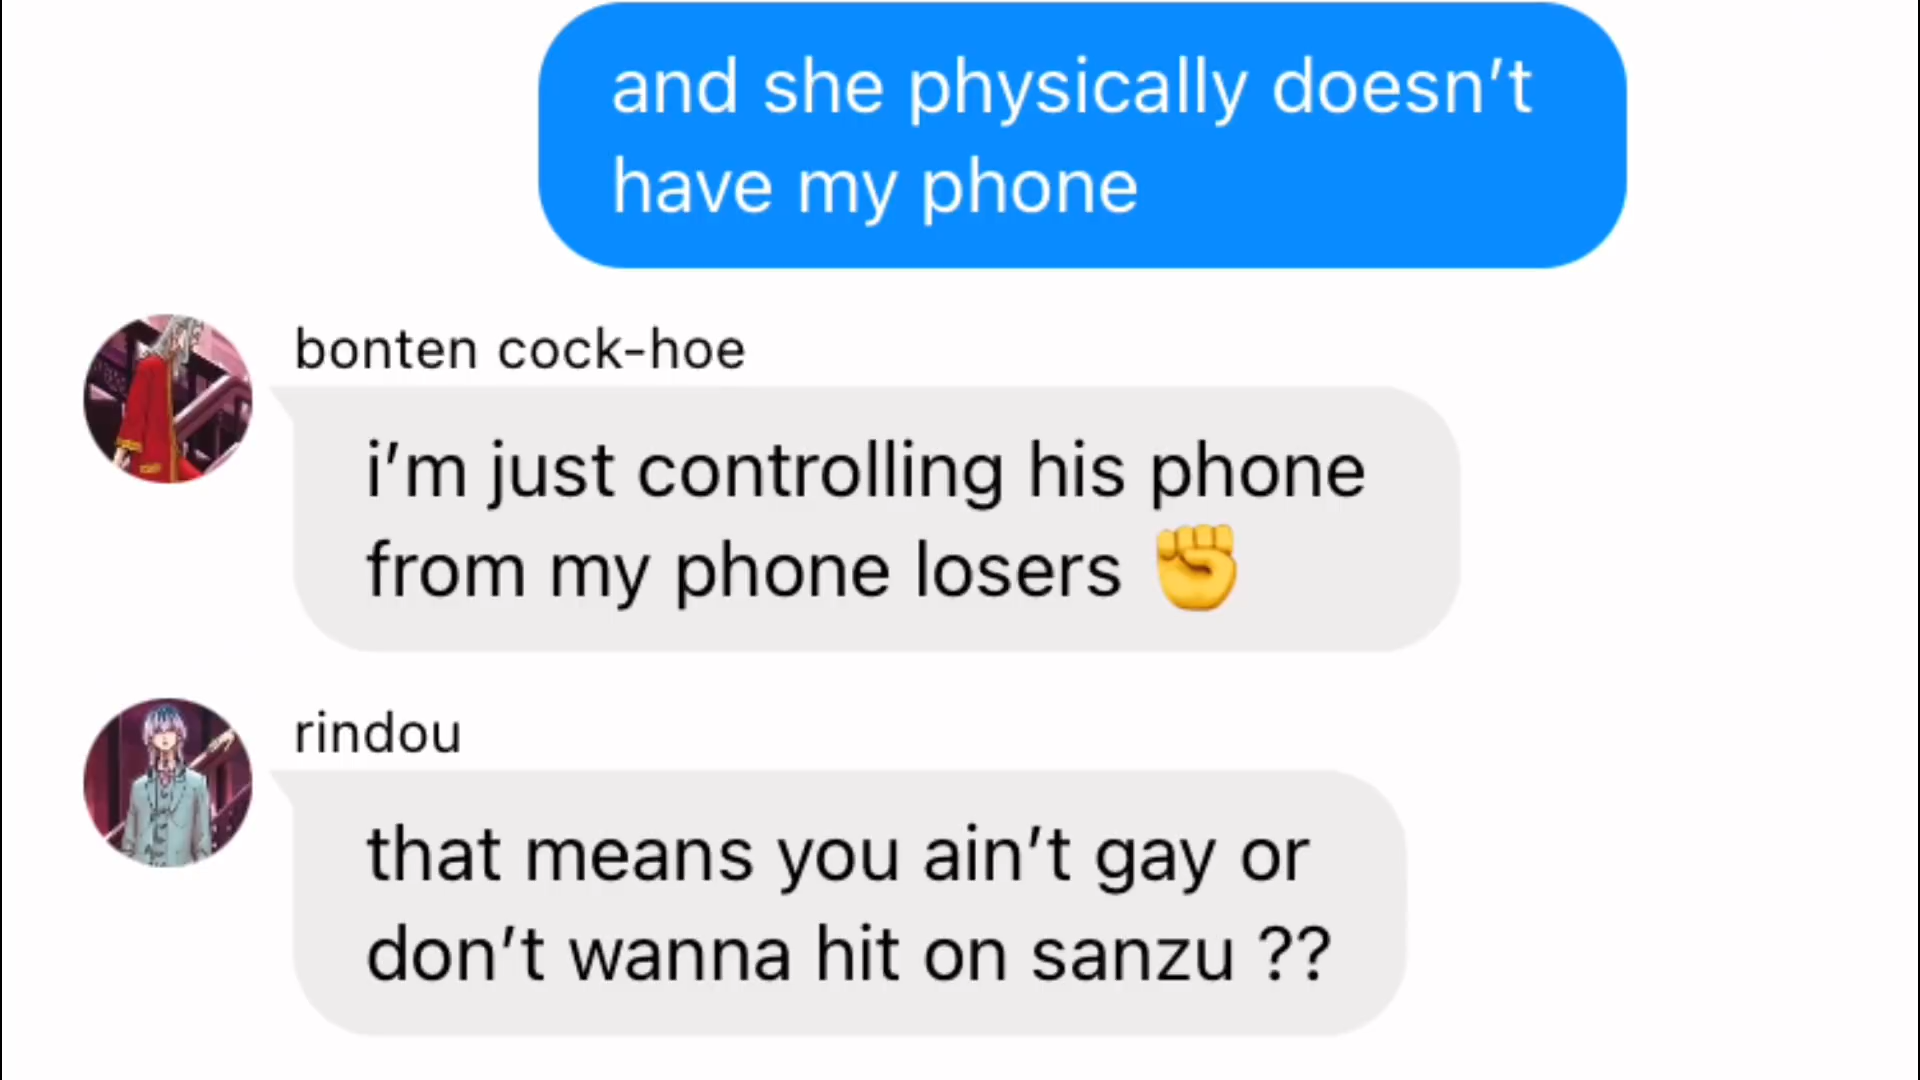 and she physically doesn’t
have my phone
bonten cock-hoe
i’m just controlling his phone
from my phone losers ✊
rindou
that means you ain’t gay or
don’t wanna hit on sanzu ??